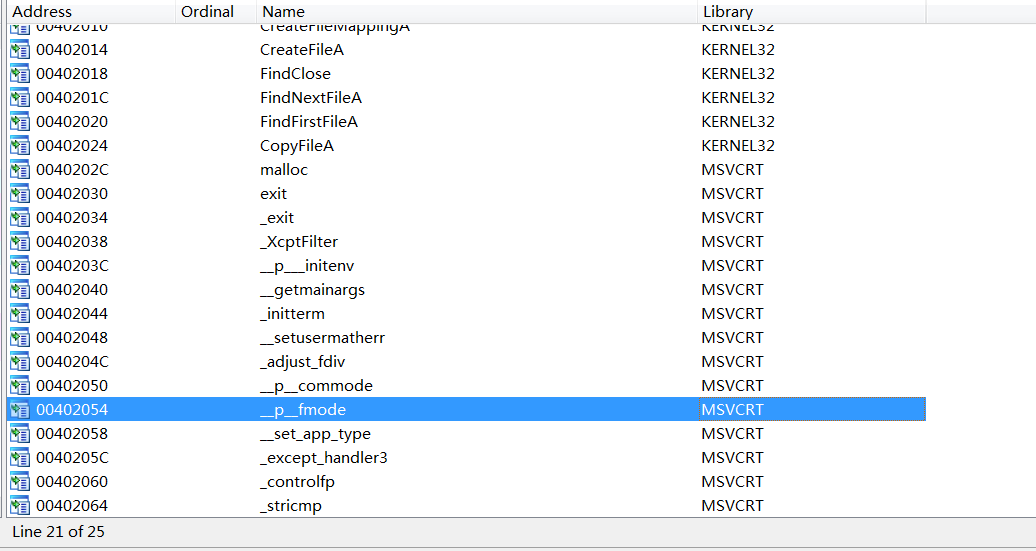 Address Ordinal Name Library
00402010 CreateFileMappingA KERNEL32
00402014 CreateFileA KERNEL32
00402018 FindClose KERNEL32
0040201C FindNextFileA KERNEL32
00402020 FindFirstFileA KERNEL32
00402024 CopyFileA KERNEL32
0040202C malloc MSVCRT
00402030 exit MSVCRT
00402034 _exit MSVCRT
00402038 _XcptFilter MSVCRT
0040203C __p___initenv MSVCRT
00402040 __getmainargs MSVCRT
00402044 _initterm MSVCRT
00402048 __setusermatherr MSVCRT
0040204C _adjust_fdiv MSVCRT
00402050 __p__commode MSVCRT
00402054 __p__fmode MSVCRT
00402058 __set_app_type MSVCRT
0040205C _except_handler3 MSVCRT
00402060 _controlfp MSVCRT
00402064 _stricmp MSVCRT
Line 21 of 25